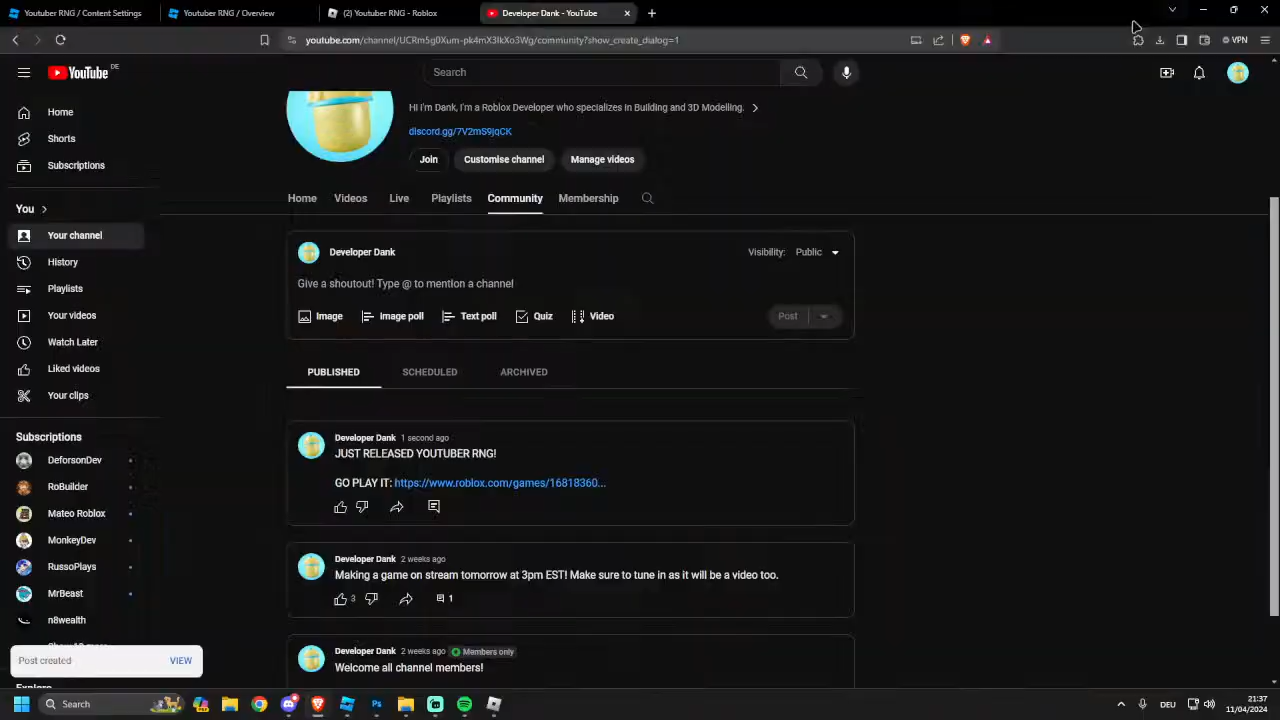 Youtuber RNG / Content Settings
Youtuber RNG / Overview
(2) Youtuber RNG - Roblox
Developer Dank - YouTube
youtube.com/channel/UCRm5g0Xum-pk4mX3IkXo3Wg/community?show_create_dialog=1
VPN
YouTube DE
Search
Home
Shorts
Subscriptions
You
Your channel
History
Playlists
Your videos
Watch Later
Liked videos
Your clips
Subscriptions
DeforsonDev
RoBuilder
Mateo Roblox
MonkeyDev
RussoPlays
MrBeast
n8wealth
Post created VIEW
Hi I'm Dank, I'm a Roblox Developer who specializes in Building and 3D Modelling.
discord.gg/7V2mS9jqCK
Join Customise channel Manage videos
Home Videos Live Playlists Community Membership
Developer Dank Visibility: Public
Give a shoutout! Type @ to mention a channel
Image Image poll Text poll Quiz Video Post
PUBLISHED SCHEDULED ARCHIVED
Developer Dank 1 second ago
JUST RELEASED YOUTUBER RNG!
GO PLAY IT: https://www.roblox.com/games/16818360...
Developer Dank 2 weeks ago
Making a game on stream tomorrow at 3pm EST! Make sure to tune in as it will be a video too.
3 1
Developer Dank 2 weeks ago Members only
Welcome all channel members!
Search
DEU
21:37
11/04/2024